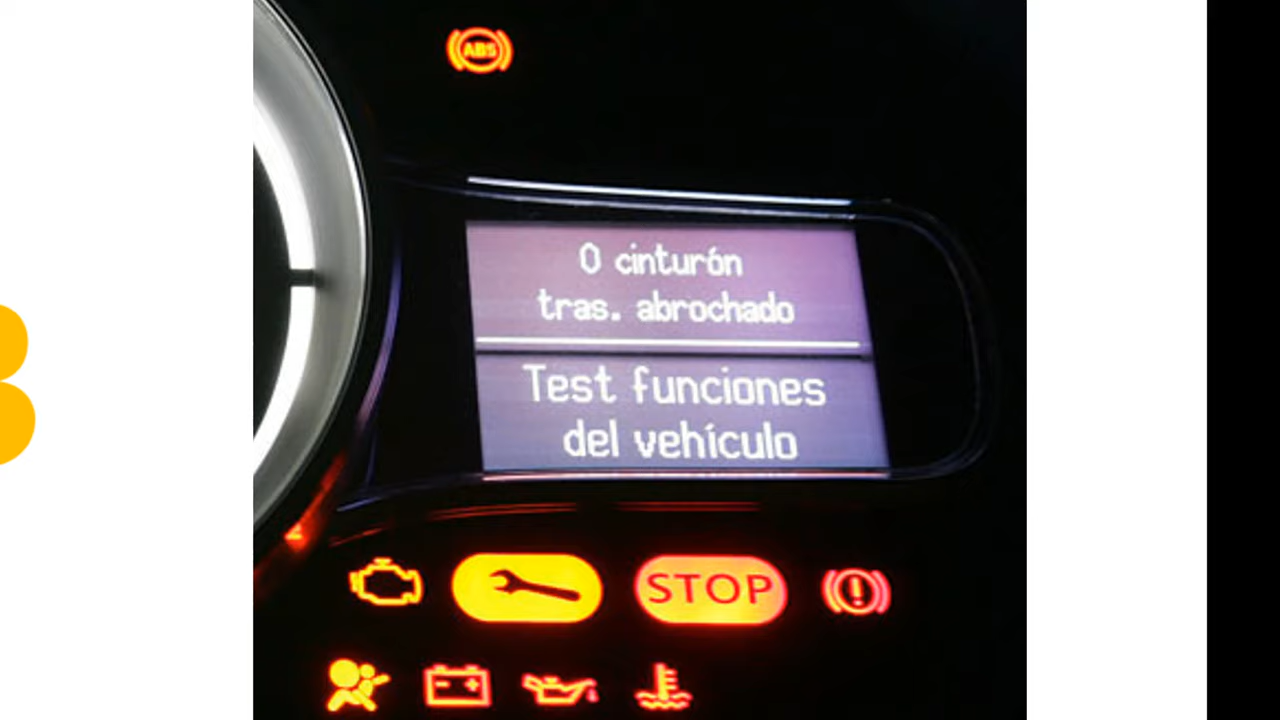 ABS
0 cinturón
tras. abrochado
Test funciones
del vehículo
STOP